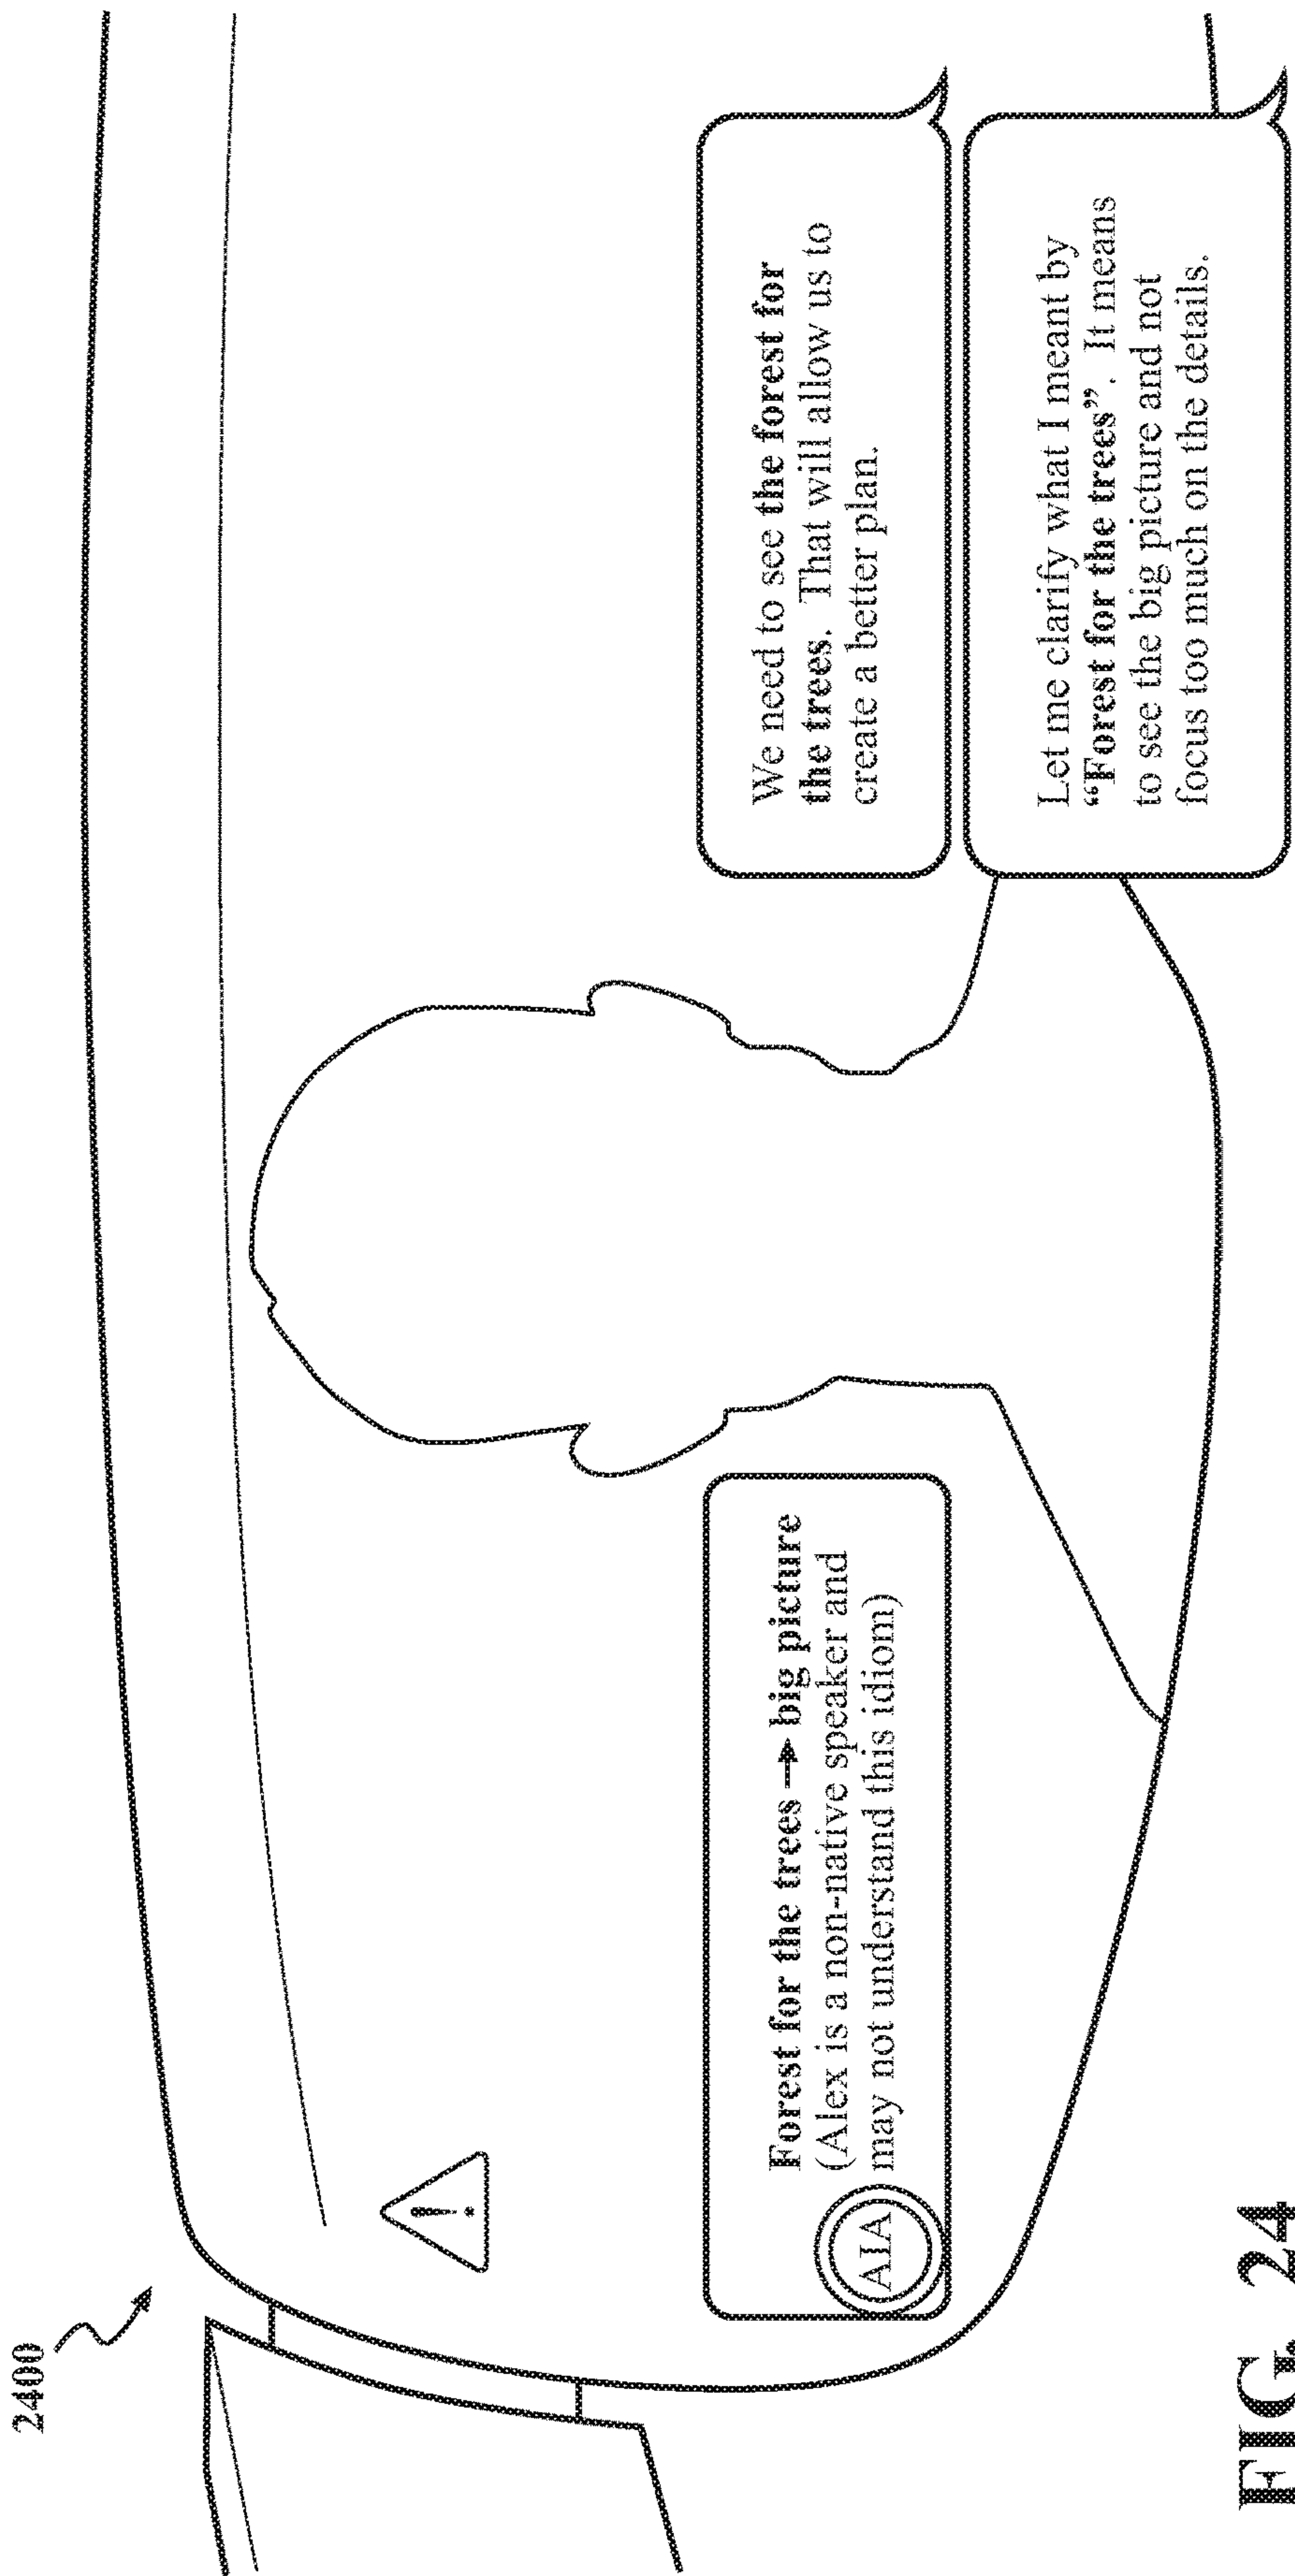 2400
Forest for the trees → big picture
(Alex is a non-native speaker and
may not understand this idiom)
AIA
We need to see the forest for
the trees. That will allow us to
create a better plan.
Let me clarify what I meant by
“Forest for the trees”. It means
to see the big picture and not
focus too much on the details.
!
FIG. 24